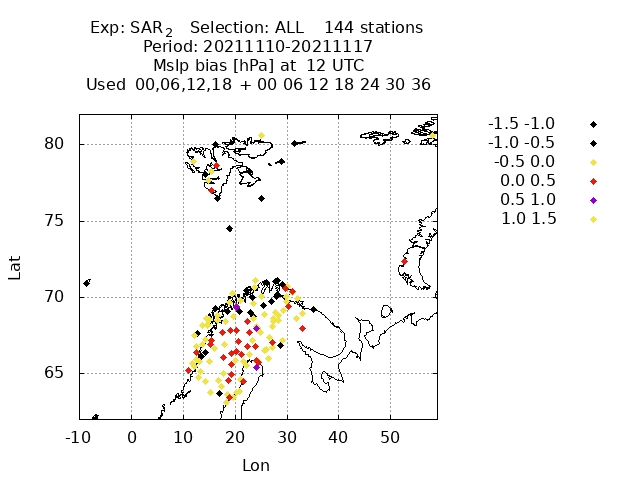 Exp: SAR2 Selection: ALL 144 stations
Period: 20211110-20211117
Mslp bias [hPa] at 12 UTC
Used 00,06,12,18 + 00 06 12 18 24 30 36
-1.5 -1.0
-1.0 -0.5
-0.5 0.0
0.0 0.5
0.5 1.0
1.0 1.5
80
75
70
65
Lat
-10 0 10 20 30 40 50
Lon